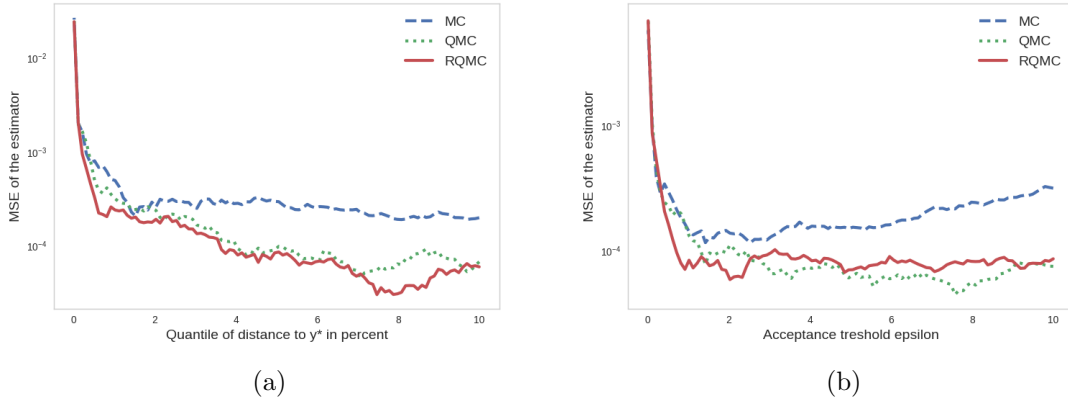 MC
QMC
RQMC
10⁻²
10⁻³
10⁻⁴
MSE of the estimator
0 2 4 6 8 10
Quantile of distance to y* in percent
(a)
MC
QMC
RQMC
10⁻³
10⁻⁴
MSE of the estimator
0 2 4 6 8 10
Acceptance treshold epsilon
(b)